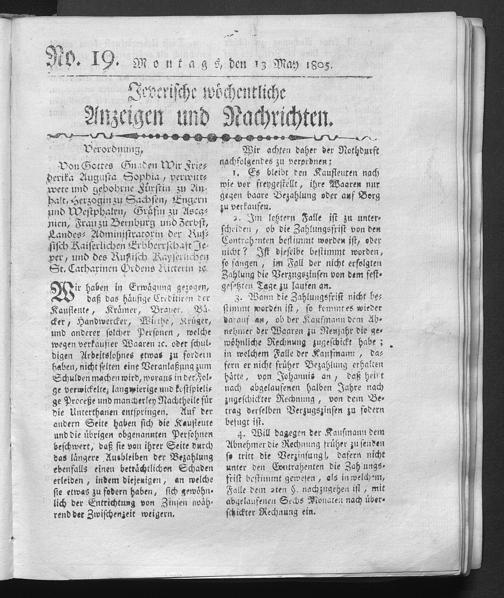 No. 19. Montags, den 13 May 1805.
Jeverische wöchentliche
Anzeigen und Nachrichten.
Verordnung,
Von Gottes Gnaden Wir Frie-
derika Augusta Sophia, verwitt-
wete und gebohrne Fürstin zu An-
halt, Herzogin zu Sachsen, Engern
und Westphalen, Gräfin zu Asca-
nien, Frau zu Bernburg und Zerbst,
Landes Administratorin der Rus-
sisch Kaiserlichen Erbherrschaft Je-
ver, und des Russisch Kayserlichen
St. Catharinen Ordens Ritterin ꝛc.
Wir haben in Erwägung gezogen,
daß das häufige Creditiren der
Kaufleute, Krämer, Brauer, Bä-
cker, Handwercker, Wirthe, Krüger,
und anderer solcher Personen, welche
wegen verkaufter Waaren ꝛc. oder schul-
digen Arbeitslohnes etwas zu fordern
haben, nicht selten eine Veranlaßung zum
Schulden machen wird, woraus in der Fol-
ge verwickelte, langwierige und kostspieli-
ge Proceße und mancherley Nachtheile für
die Unterthanen entspringen. Auf der
andern Seite haben sich die Kaufleute
und die übrigen obgenannten Personen
beschwert, daß sie von ihrer Seite durch
das längere Ausbleiben der Bezahlung
ebenfalls einen beträchtlichen Schaden
erleiden, indem diejenigen, an welche
sie etwas zu fodern haben, sich gewöhn-
lich der Entrichtung von Zinsen wäh-
rend der Zwischenzeit weigern.
Wir achten daher der Nothdurft
nachfolgendes zu verordnen:
1. Es bleibt den Kaufleuten nach
wie vor freygestellt, ihre Waaren nur
gegen baare Bezahlung oder auf Borg
zu verkaufen.
2. Im letztern Falle ist zu unter-
scheiden, ob die Zahlungsfrist von den
Contrahenten bestimmt worden ist, oder
nicht? Ist dieselbe bestimmt worden,
so fangen, im Fall der nicht erfolgten
Zahlung die Verzugszinsen von dem fest-
gesetzten Tage zu laufen an.
3. Wann die Zahlungsfrist nicht be-
stimmt worden ist, so kommt es wieder
darauf an, ob der Kaufmann dem Ab-
nehmer der Waaren zu Neujahr die ge-
wöhnliche Rechnung zugeschickt habe;
in welchem Falle der Kaufmann, da-
fern er nicht früher Bezahlung erhalten
hätte, von Johannis an, daß heißt
nach abgelaufenen halben Jahre nach
zugeschickter Rechnung, von dem Be-
trag derselben Verzugszinsen zu fodern
befugt ist.
4. Will dagegen der Kaufmann dem
Abnehmer die Rechnung früher zusenden
so tritt die Verzinsung, dafern nicht
unter den Contrahenten die Zahlungs-
frist bestimmt gewesen, als in welchem,
Falle dem 2ten §. nachzugehen ist, mit
abgelaufenen Sechs Monaten nach über-
schickter Rechnung ein.